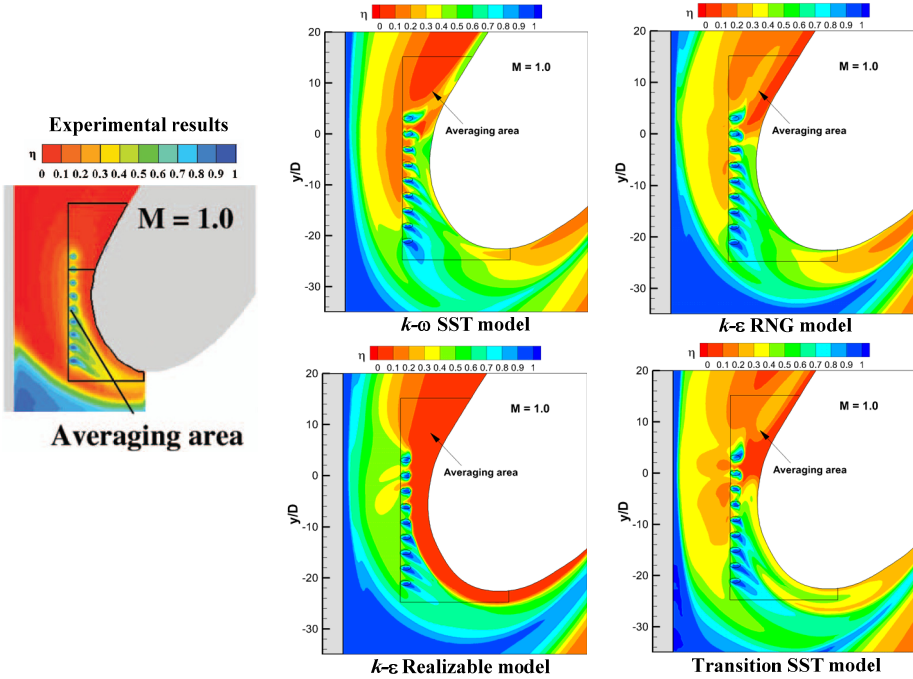 Experimental results
η
0 0.1 0.2 0.3 0.4 0.5 0.6 0.7 0.8 0.9 1
M = 1.0
Averaging area
η
0 0.1 0.2 0.3 0.4 0.5 0.6 0.7 0.8 0.9 1
20
10
0
-10
-20
-30
y/D
M = 1.0
Averaging area
k-ω SST model
η
0 0.1 0.2 0.3 0.4 0.5 0.6 0.7 0.8 0.9 1
20
10
0
-10
-20
-30
y/D
M = 1.0
Averaging area
k-ε RNG model
η
0 0.1 0.2 0.3 0.4 0.5 0.6 0.7 0.8 0.9 1
20
10
0
-10
-20
-30
y/D
M = 1.0
Averaging area
k-ε Realizable model
η
0 0.1 0.2 0.3 0.4 0.5 0.6 0.7 0.8 0.9 1
20
10
0
-10
-20
-30
y/D
M = 1.0
Averaging area
Transition SST model